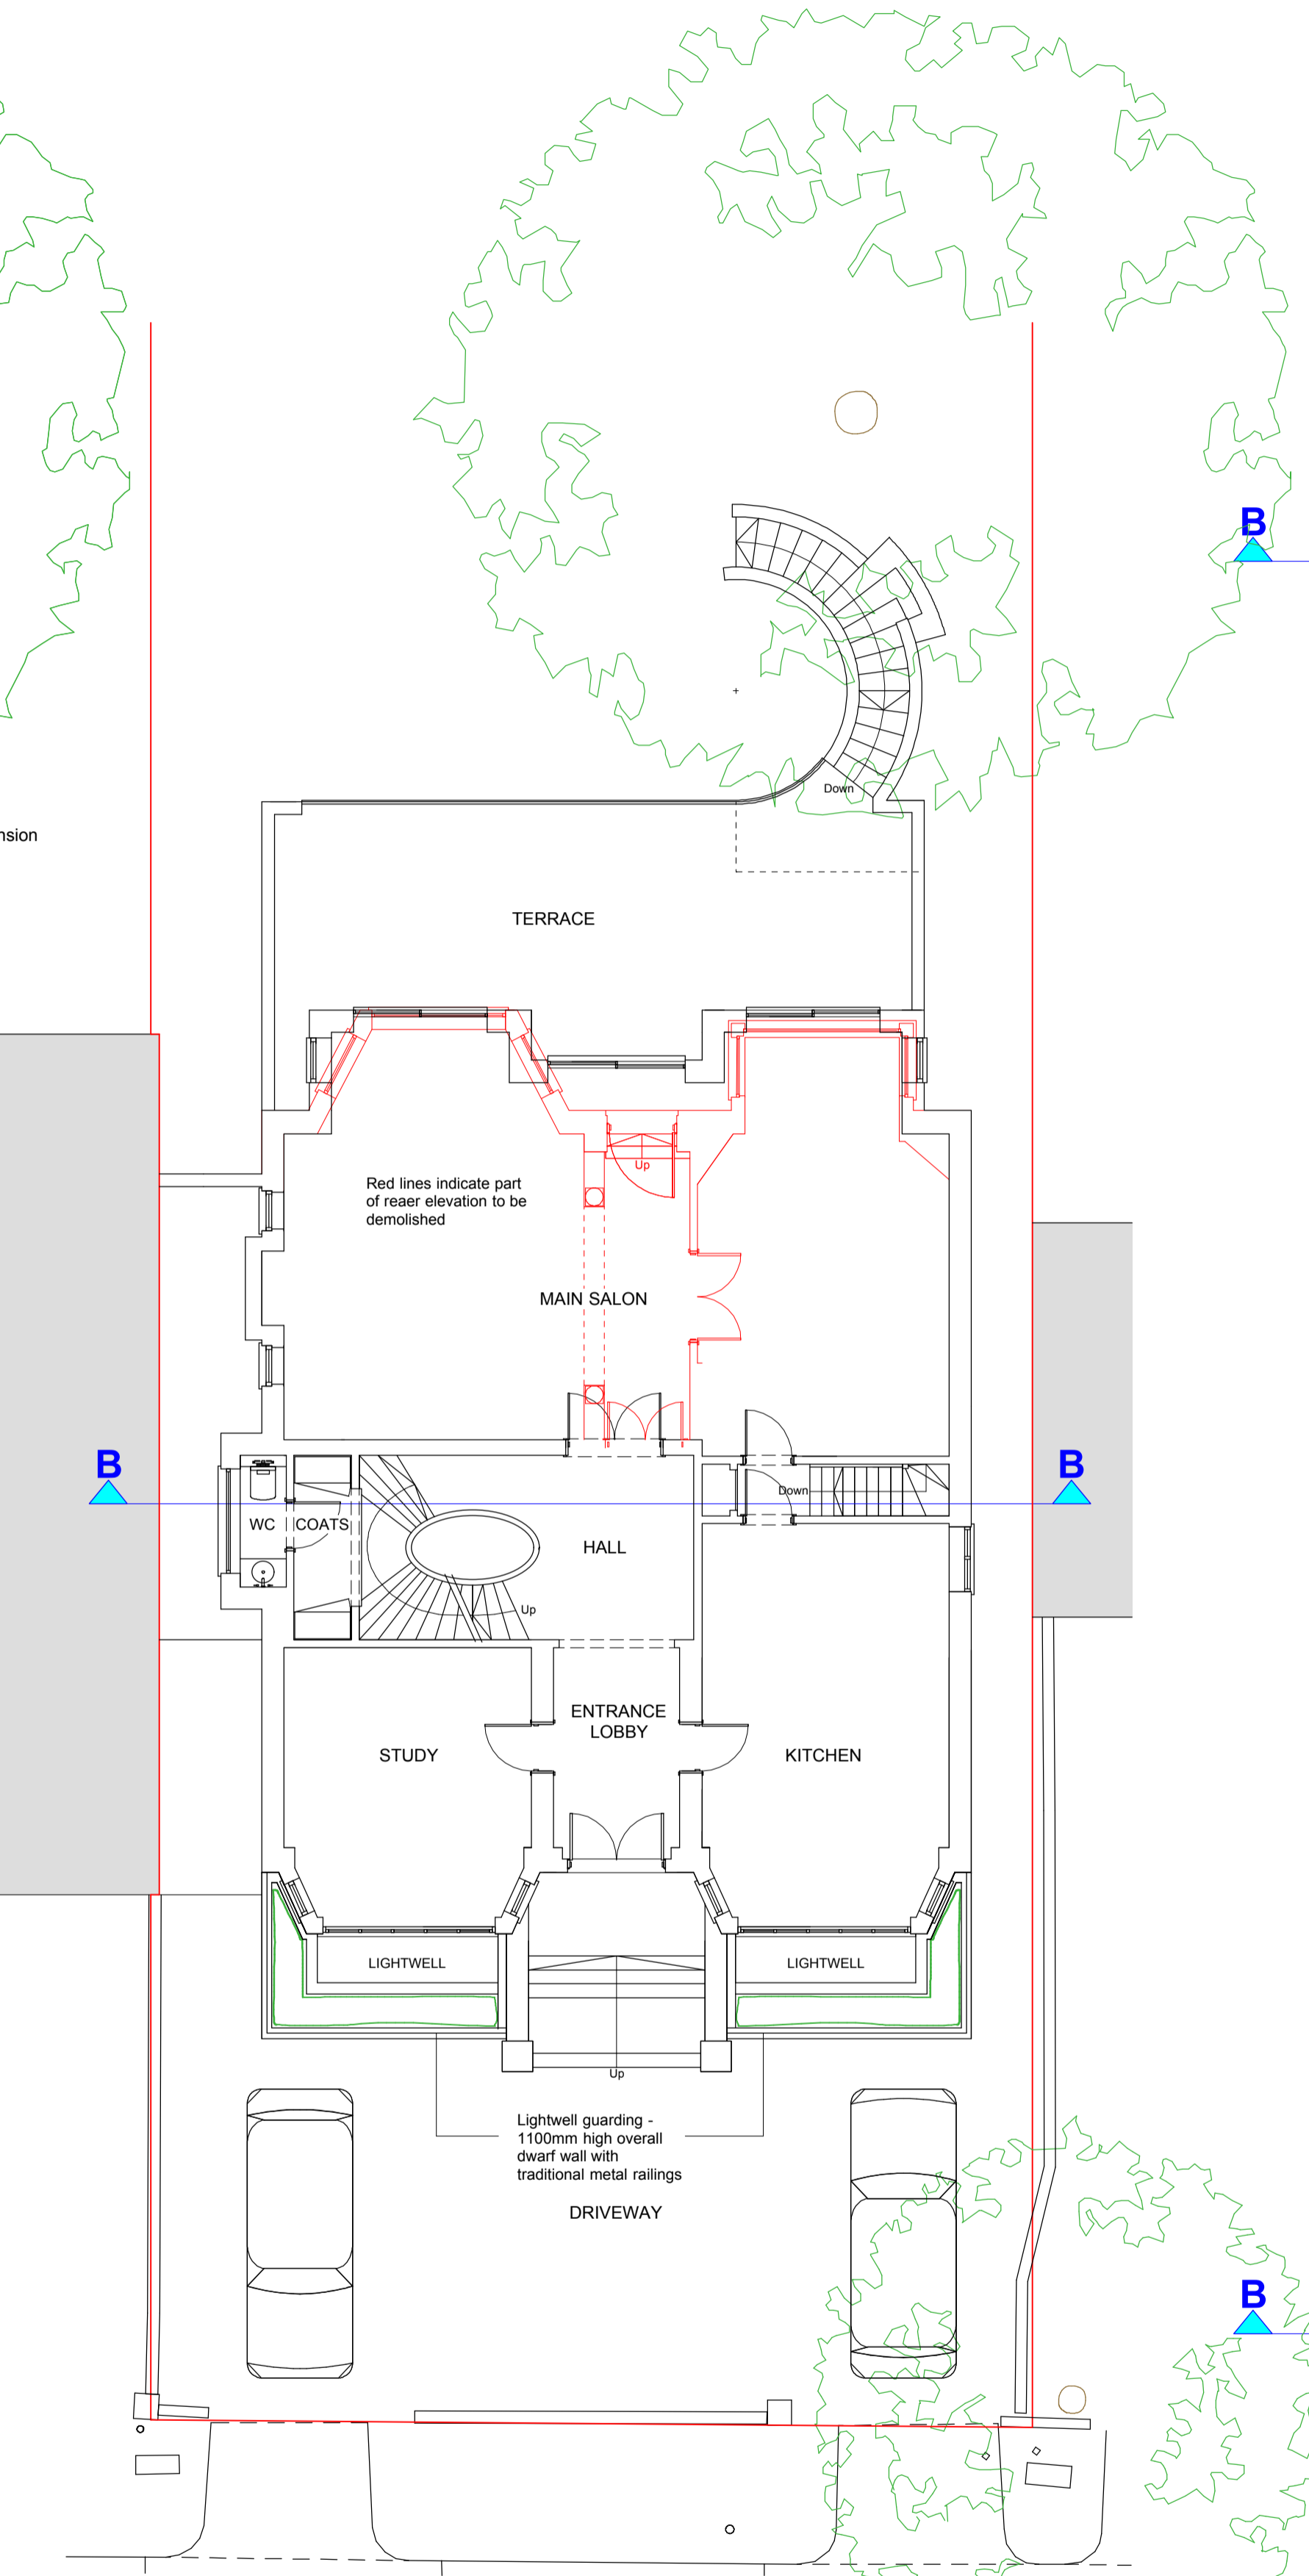 B
Down
nsion
TERRACE
Up
Red lines indicate part
of reaer elevation to be
demolished
MAIN SALON
B
B
Down
WC
COATS
HALL
Up
ENTRANCE
LOBBY
STUDY
KITCHEN
LIGHTWELL
LIGHTWELL
Up
Lightwell guarding -
1100mm high overall
dwarf wall with
traditional metal railings
DRIVEWAY
B